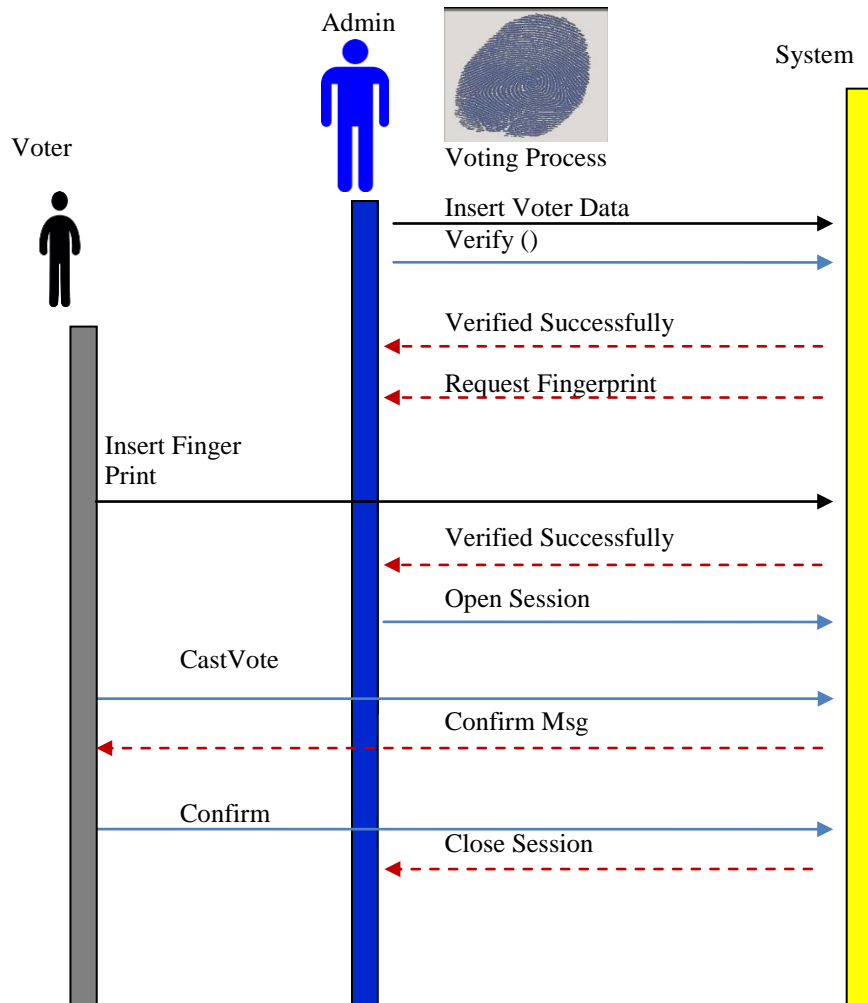 Admin
System
Voter
Voting Process
Insert Voter Data
Verify ()
Verified Successfully
Request Fingerprint
Insert Finger
Print
Verified Successfully
Open Session
CastVote
Confirm Msg
Confirm
Close Session